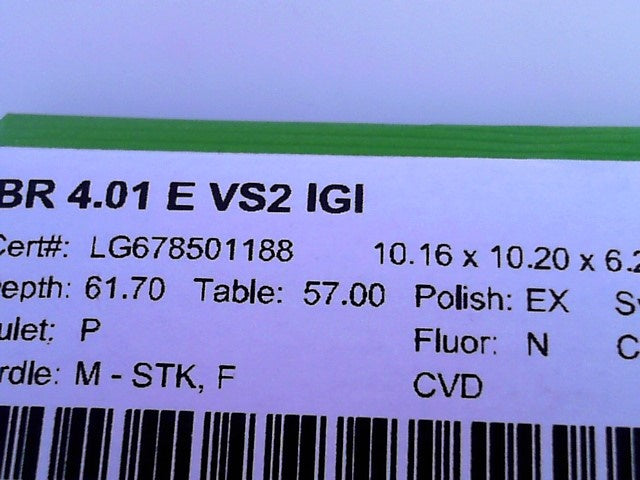 BR 4.01 E VS2 IGI
Cert#: LG678501188 10.16 x 10.20 x 6.2
epth: 61.70 Table: 57.00 Polish: EX S
ulet: P Fluor: N C
rdle: M - STK, F CVD